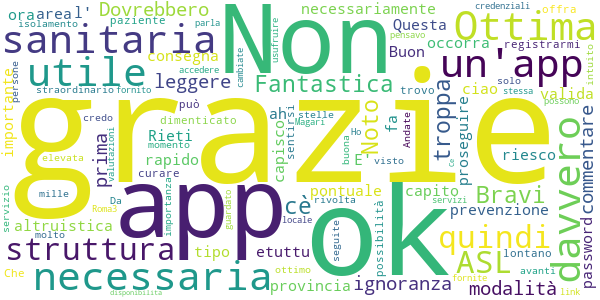 ora areal'
Dovrebbero
necessariamente
credenziali
offra
isolamento
paziente
parla
Questa
usufruire
pensavo
Ottima
sanitaria
Non
cambiate
Buon
occorra
registrarmi
consegna
un'app
accedere
utile
leggere
Fantastica
trovo
ciao
solo
intuito
persone
straordinario
fornito
stelle
Magari
troppa
valida
stessa
possono
importante
grazie
può
ah
sentirsi
Noto
fa
proseguire
credo
dimenticato
Ho
Andate
prima
valutazioni
Rieti
capisco
E
buona
visto
riesco
commentare
elevata
momento
rapido
Ce
davvero
mille
Da
app
curare
importanza
cè
ok
pontuale
capito
Bravi
servizio
Roma3
guardato
locale
rivolta
servizi
prevenzione
password
altruistica
possibilità
quindi
molto
struttura
tipo
etuttu
seguite
lontano
Che
ottimo
ASL
avanti
necessaria
provincia
ignoranza
fornite
modalità
link
disponibilità